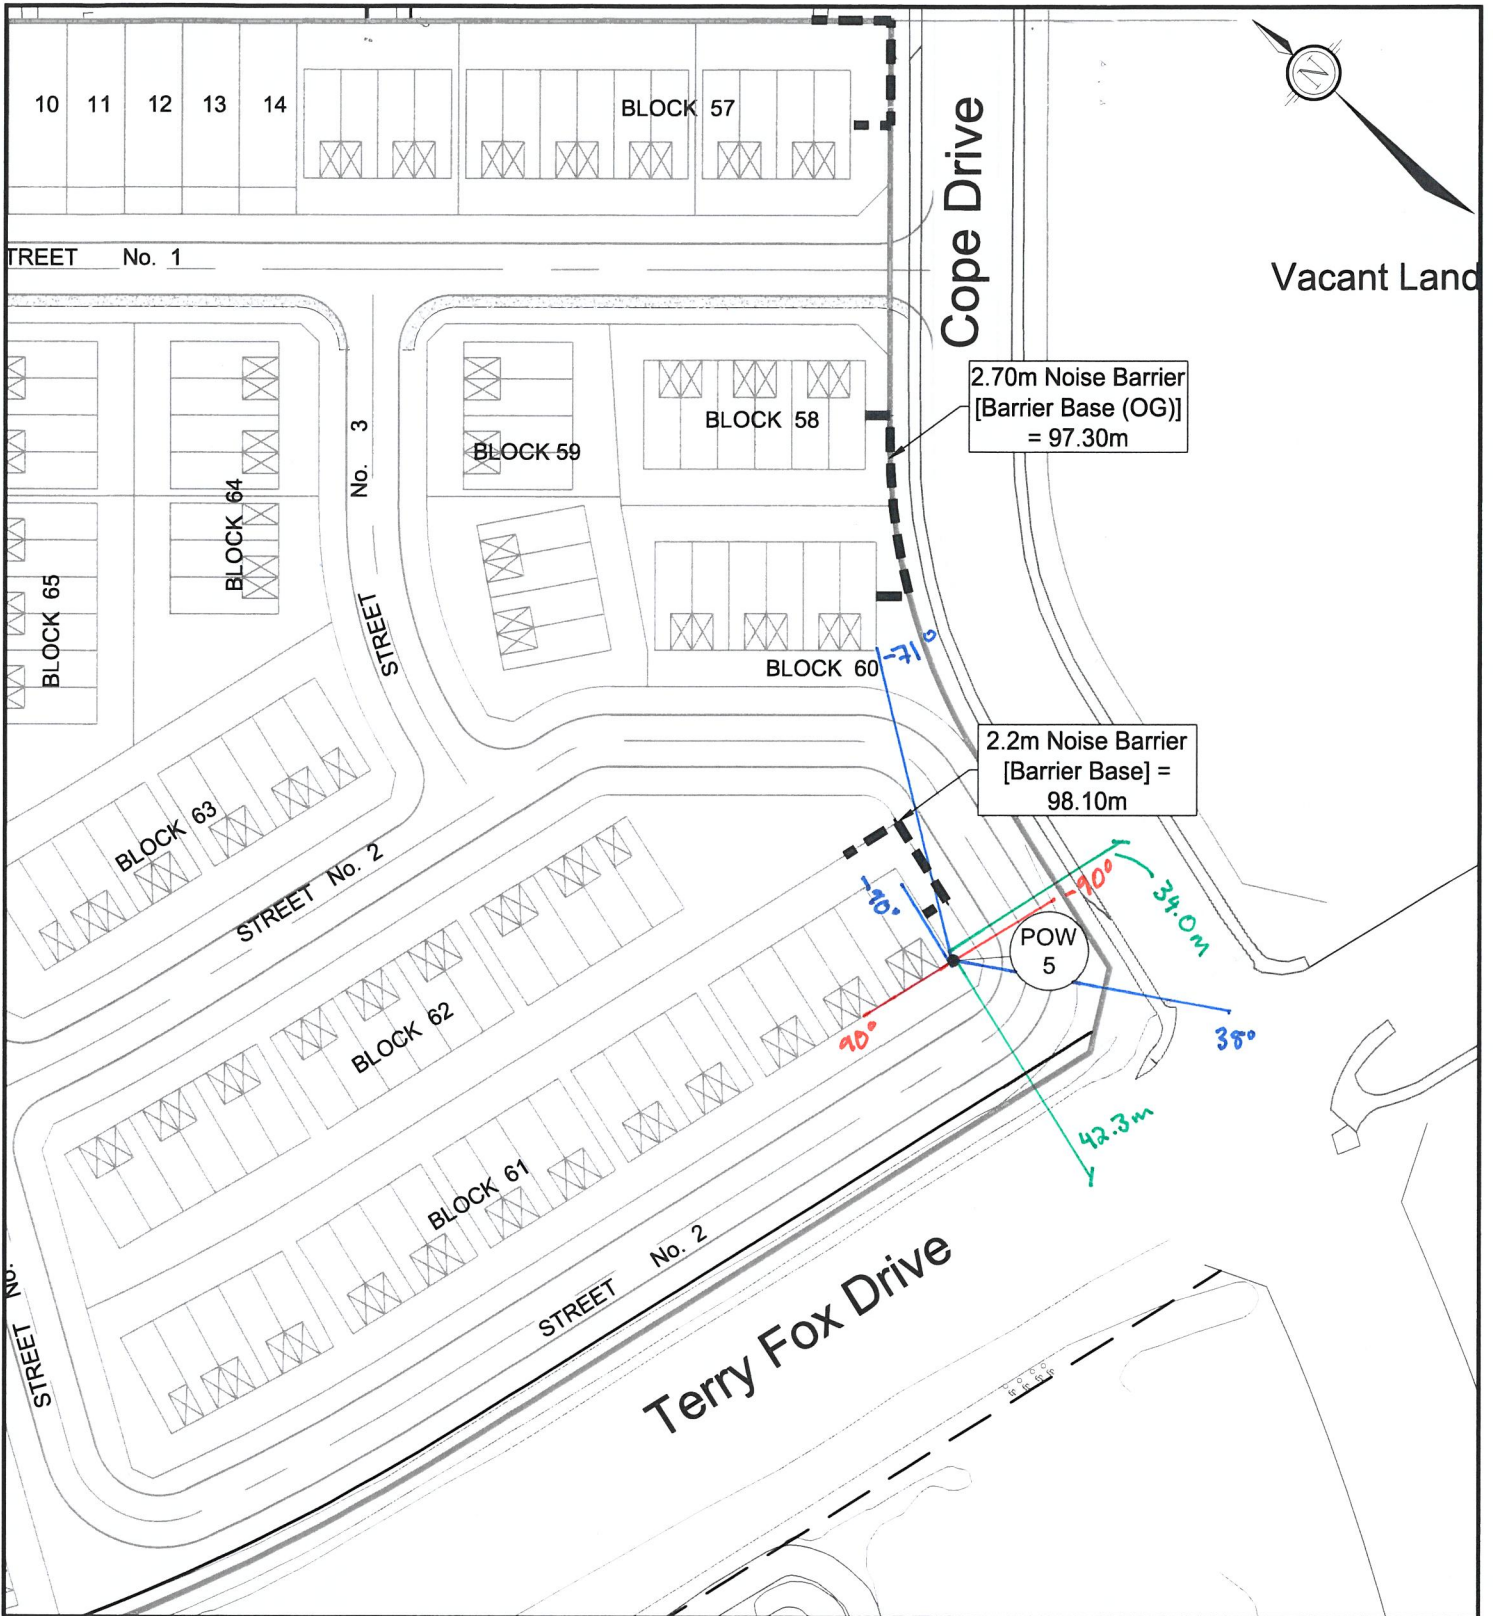 N
10 11 12 13 14
BLOCK 57
Cope Drive
TREET No. 1
Vacant Land
2.70m Noise Barrier
[Barrier Base (OG)]
= 97.30m
BLOCK 58
BLOCK 59
STREET No. 3
BLOCK 64
BLOCK 65
BLOCK 60
-71°
2.2m Noise Barrier
[Barrier Base] =
98.10m
BLOCK 63
STREET No. 2
-90°
-90°
34.0m
POW
5
BLOCK 62
90°
38°
42.3m
BLOCK 61
STREET No. 2
STREET No.
Terry Fox Drive